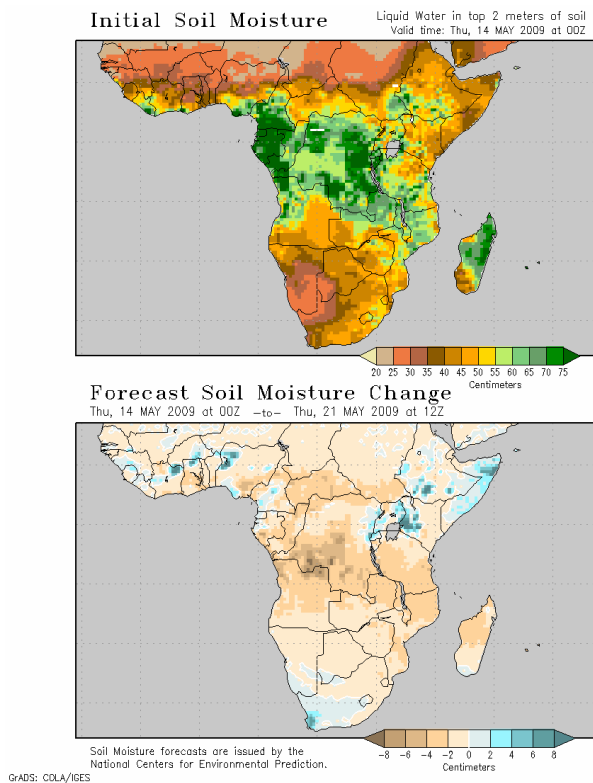 Initial Soil Moisture
Liquid Water in top 2 meters of soil
Valid time: Thu, 14 MAY 2009 at 00Z
20 25 30 35 40 45 50 55 60 65 70 75
Centimeters
Forecast Soil Moisture Change
Thu, 14 MAY 2009 at 00Z —to— Thu, 21 MAY 2009 at 12Z
-8 -6 -4 -2 0 2 4 6 8
Centimeters
Soil Moisture forecasts are issued by the
National Centers for Environmental Prediction.
GrADS: COLA/IGES